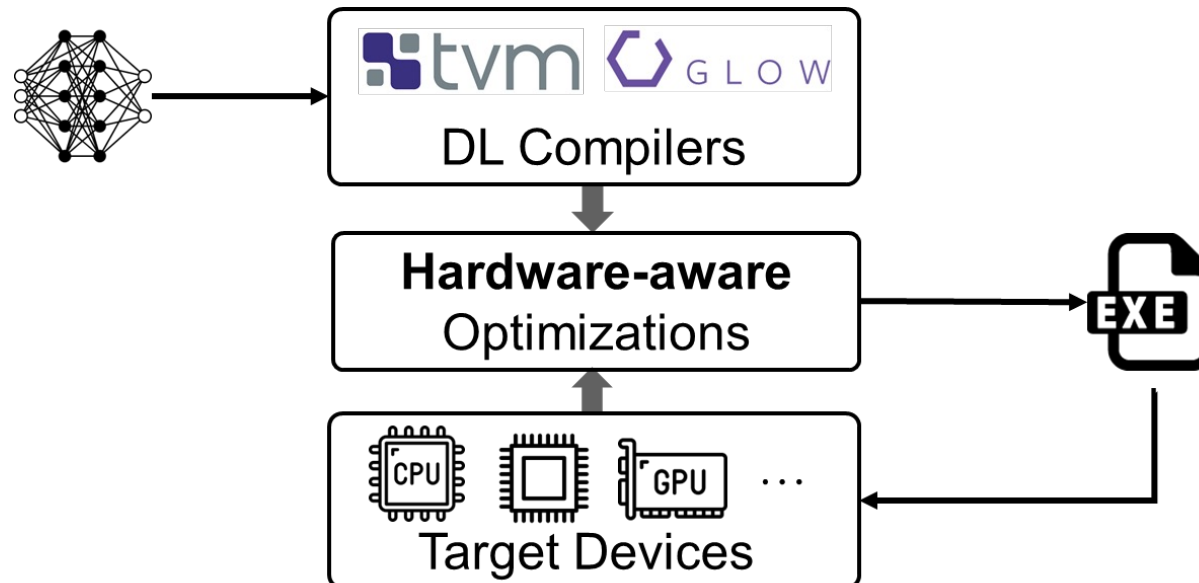 tvm
GLOW
DL Compilers
Hardware-aware
Optimizations
EXE
CPU
GPU
...
Target Devices